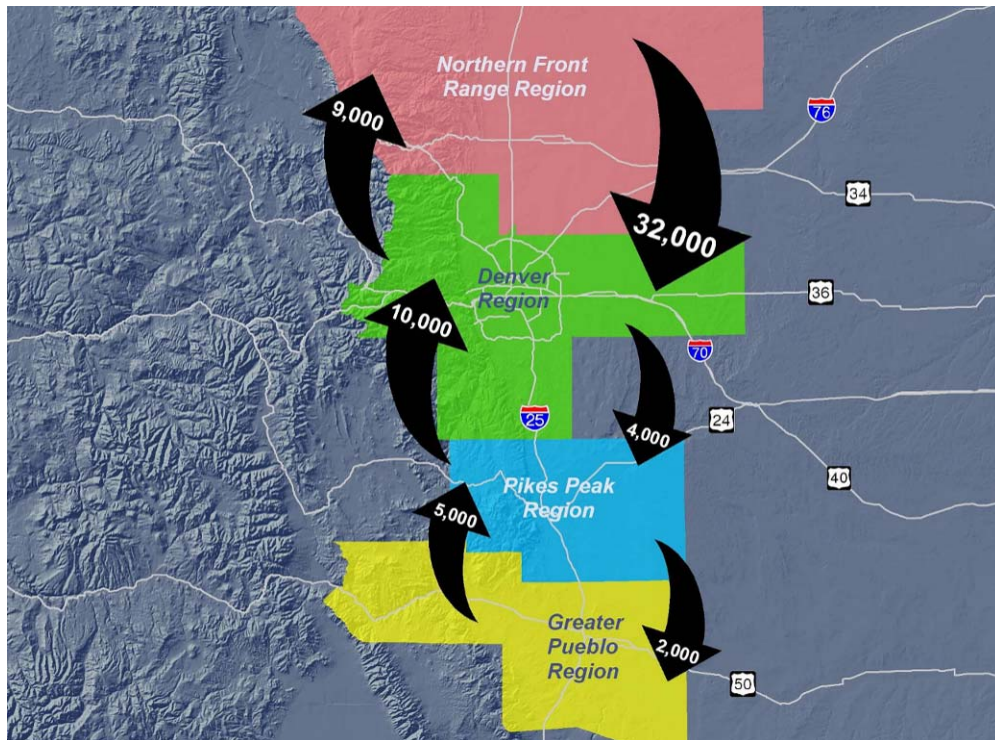 Northern Front
Range Region
9,000
76
34
32,000
Denver
Region
36
10,000
70
25
24
4,000
40
Pikes Peak
Region
5,000
Greater
Pueblo
Region
2,000
50